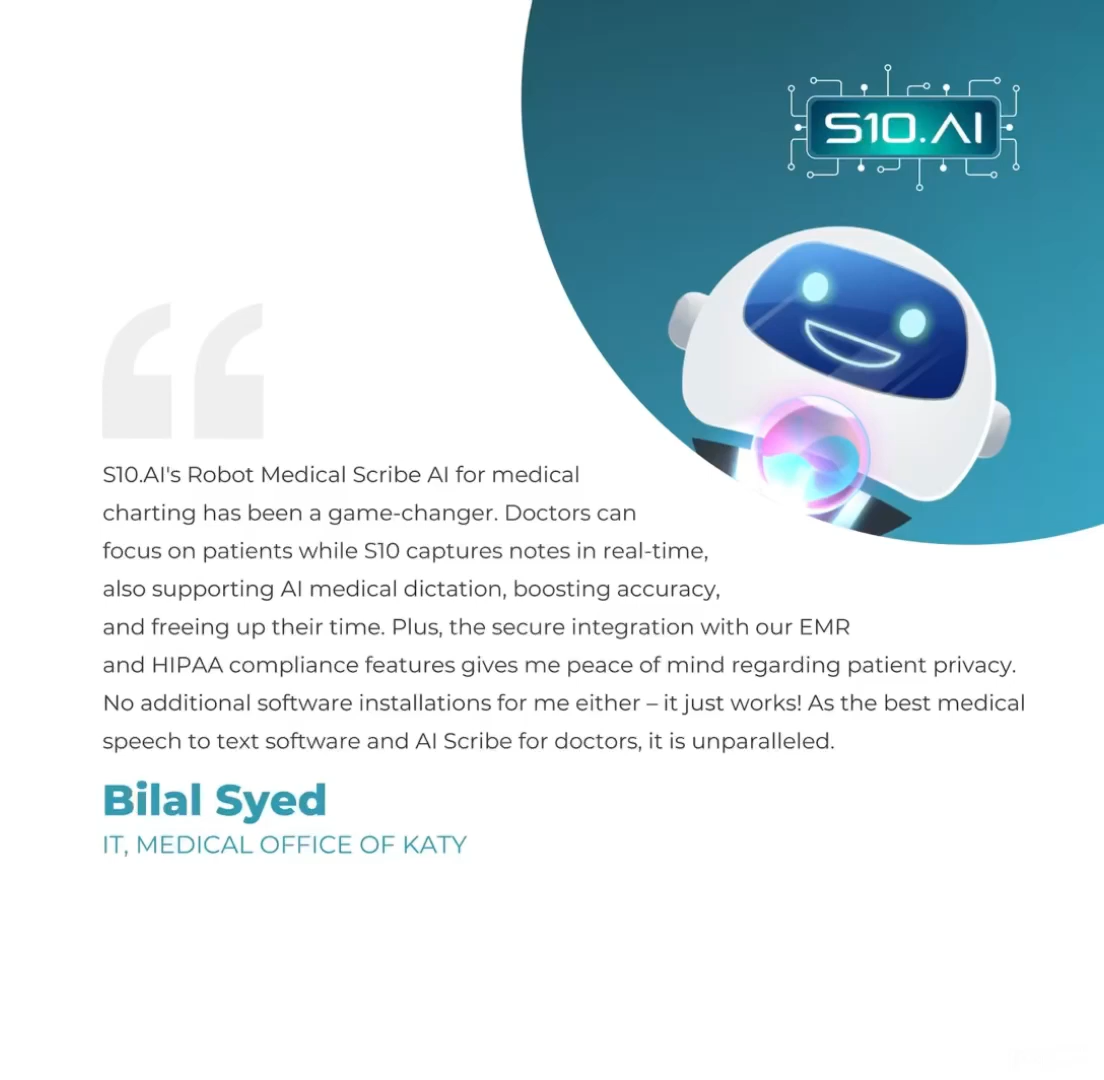 S10.AI
S10.AI's Robot Medical Scribe AI for medical
charting has been a game-changer. Doctors can
focus on patients while S10 captures notes in real-time,
also supporting AI medical dictation, boosting accuracy,
and freeing up their time. Plus, the secure integration with our EMR
and HIPAA compliance features gives me peace of mind regarding patient privacy.
No additional software installations for me either – it just works! As the best medical
speech to text software and AI Scribe for doctors, it is unparalleled.
Bilal Syed
IT, MEDICAL OFFICE OF KATY